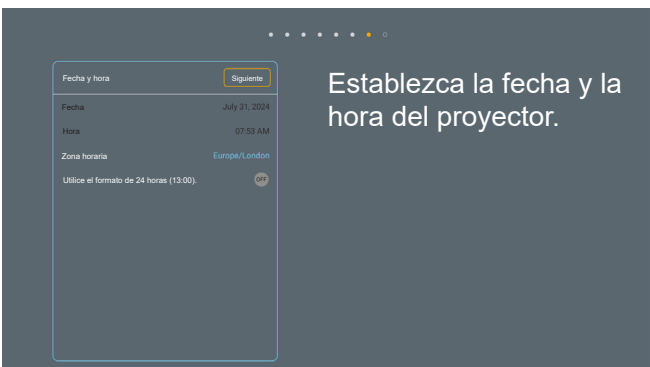 Fecha y hora
Siguiente
Fecha
July 31, 2024
Hora
07:53 AM
Zona horaria
Europe/London
Utilice el formato de 24 horas (13:00).
OFF
Establezca la fecha y la
hora del proyector.